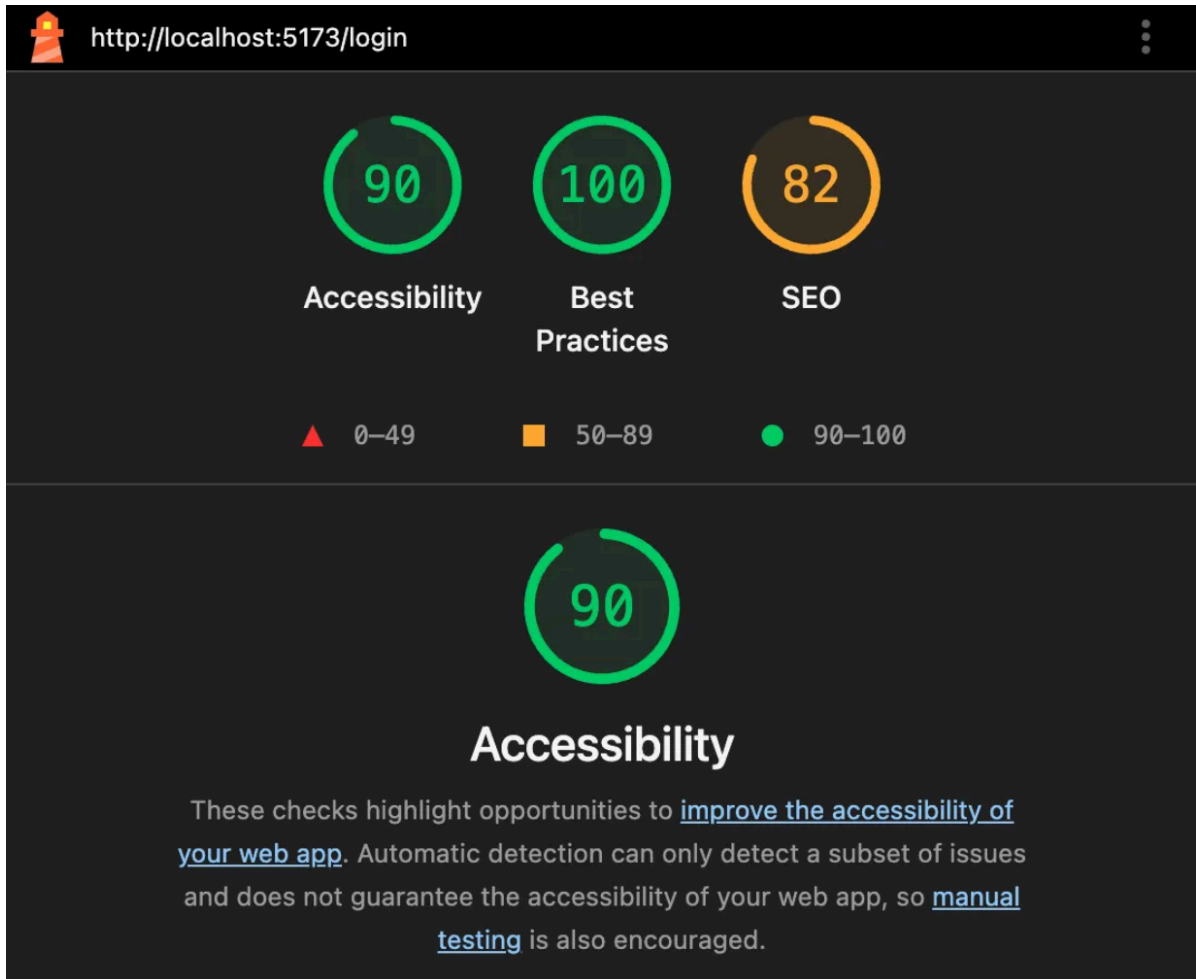 http://localhost:5173/login
90
100
82
Accessibility
Best
Practices
SEO
0–49
50–89
90–100
90
Accessibility
These checks highlight opportunities to improve the accessibility of
your web app. Automatic detection can only detect a subset of issues
and does not guarantee the accessibility of your web app, so manual
testing is also encouraged.